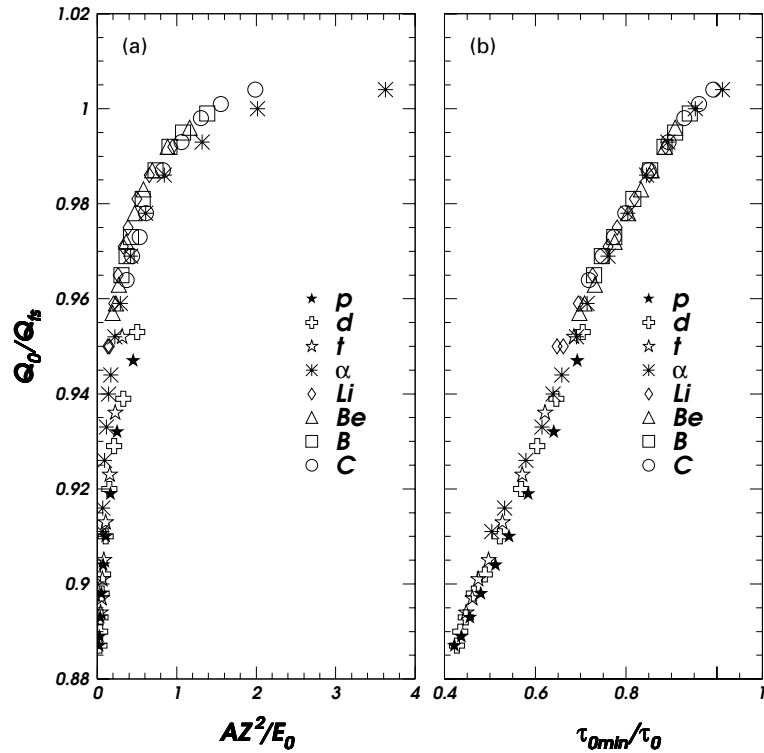 1.02
1
0.98
0.96
0.94
0.92
0.9
0.88
Q₀/Q_fs
(a)
p
d
t
α
Li
Be
B
C
0 1 2 3 4
AZ²/E₀
(b)
p
d
t
α
Li
Be
B
C
0.4 0.6 0.8 1
τ₀min/τ₀